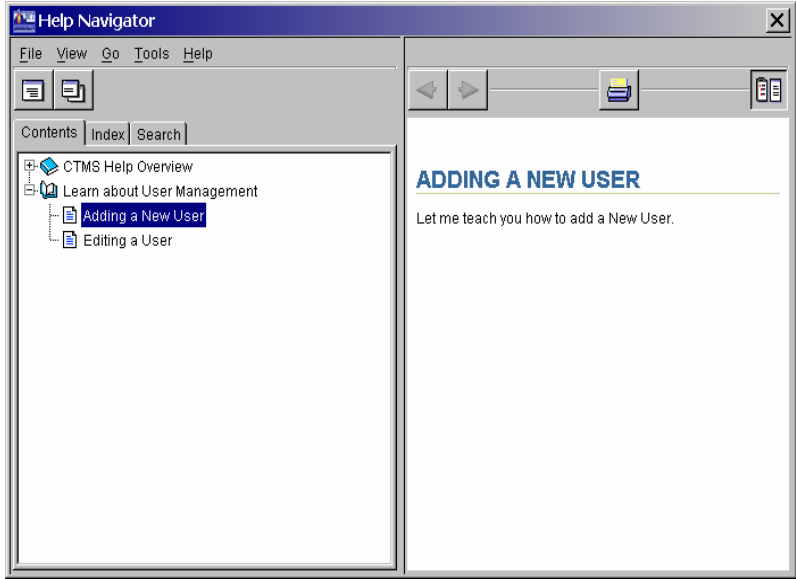 Help Navigator
File View Go Tools Help
Contents Index Search
CTMS Help Overview
Learn about User Management
Adding a New User
Editing a User
ADDING A NEW USER
Let me teach you how to add a New User.